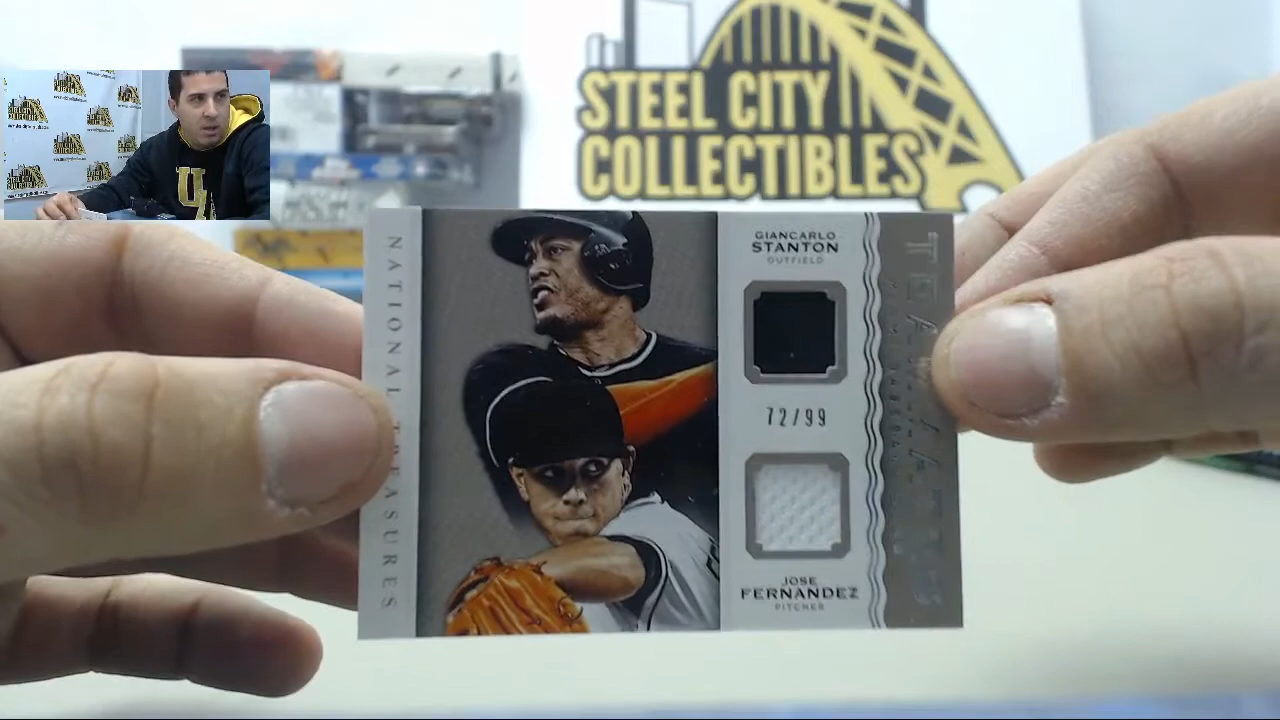 STEEL CITY
COLLECTIBLES
NATIONAL TREASURES
GIANCARLO
STANTON
OUTFIELD
72/99
JOSE
FERNANDEZ
PITCHER